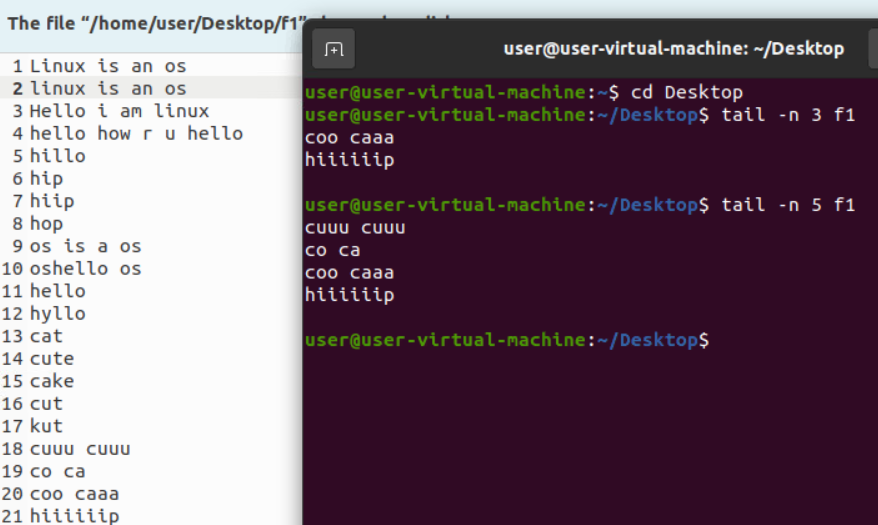 The file “/home/user/Desktop/f1”
1 Linux is an os
2 linux is an os
3 Hello i am linux
4 hello how r u hello
5 hillo
6 hip
7 hiip
8 hop
9 os is a os
10 oshello os
11 hello
12 hyllo
13 cat
14 cute
15 cake
16 cut
17 kut
18 cuuu cuuu
19 co ca
20 coo caaa
21 hiiiiiip
user@user-virtual-machine: ~/Desktop
user@user-virtual-machine:~$ cd Desktop
user@user-virtual-machine:~/Desktop$ tail -n 3 f1
coo caaa
hiiiiiip
user@user-virtual-machine:~/Desktop$ tail -n 5 f1
cuuu cuuu
co ca
coo caaa
hiiiiiip
user@user-virtual-machine:~/Desktop$